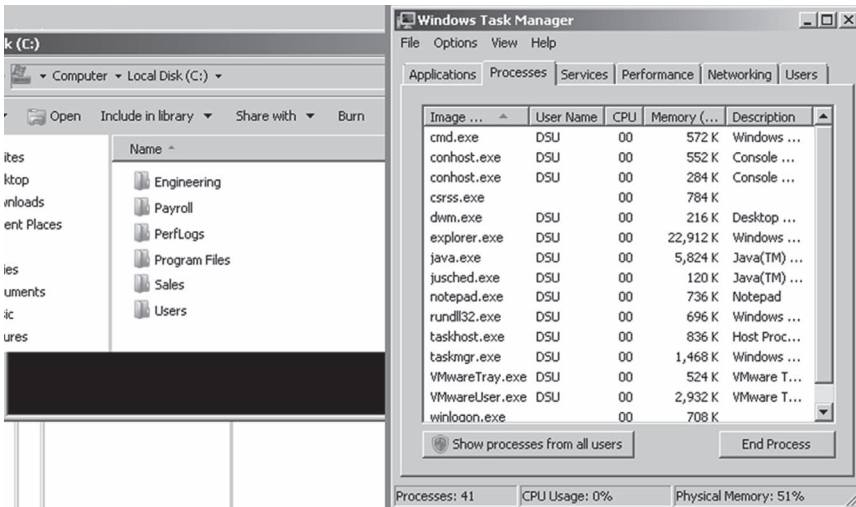 k (C:)
Computer Local Disk (C:)
Open Include in library Share with Burn
ites
ktop
wnloads
ent Places
ies
uments
sic
ures
Name
Engineering
Payroll
PerfLogs
Program Files
Sales
Users
Windows Task Manager
File Options View Help
Applications Processes Services Performance Networking Users
Image ... User Name CPU Memory (... Description
cmd.exe DSU 00 572 K Windows ...
conhost.exe DSU 00 552 K Console ...
conhost.exe DSU 00 284 K Console ...
csrss.exe 00 784 K
dwm.exe DSU 00 216 K Desktop ...
explorer.exe DSU 00 22,912 K Windows ...
java.exe DSU 00 5,824 K Java(TM) ...
jusched.exe DSU 00 120 K Java(TM) ...
notepad.exe DSU 00 736 K Notepad
rundll32.exe DSU 00 696 K Windows ...
taskhost.exe DSU 00 836 K Host Proc...
taskmgr.exe DSU 00 1,468 K Windows ...
VMwareTray.exe DSU 00 524 K VMware T...
VMwareUser.exe DSU 00 2,932 K VMware T...
winlogon.exe 00 708 K
Show processes from all users End Process
Processes: 41 CPU Usage: 0% Physical Memory: 51%